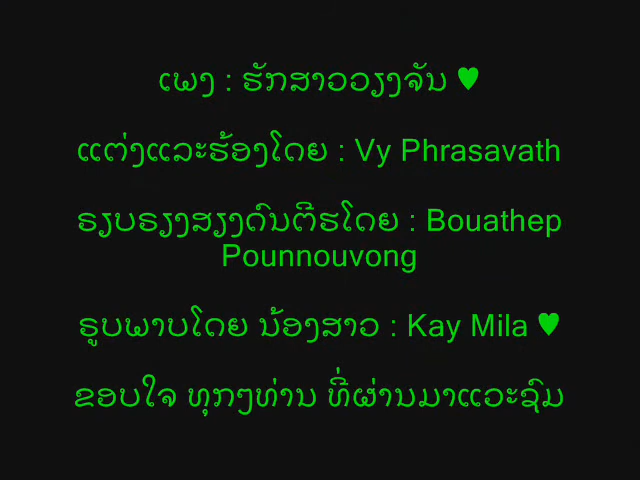 ເພງ : ຮັກສາວວຽງຈັນ ♥
ແຕ່ງແລະຮ້ອງໂດຍ : Vy Phrasavath
ຣຽບຣຽງສຽງດົນຕີຮໂດຍ : Bouathep
Pounnouvong
ຣູບພາບໂດຍ ນ້ອງສາວ : Kay Mila ♥
ຂອບໃຈ ທຸກໆທ່ານ ທີ່ຜ່ານມາແວະຊົມ